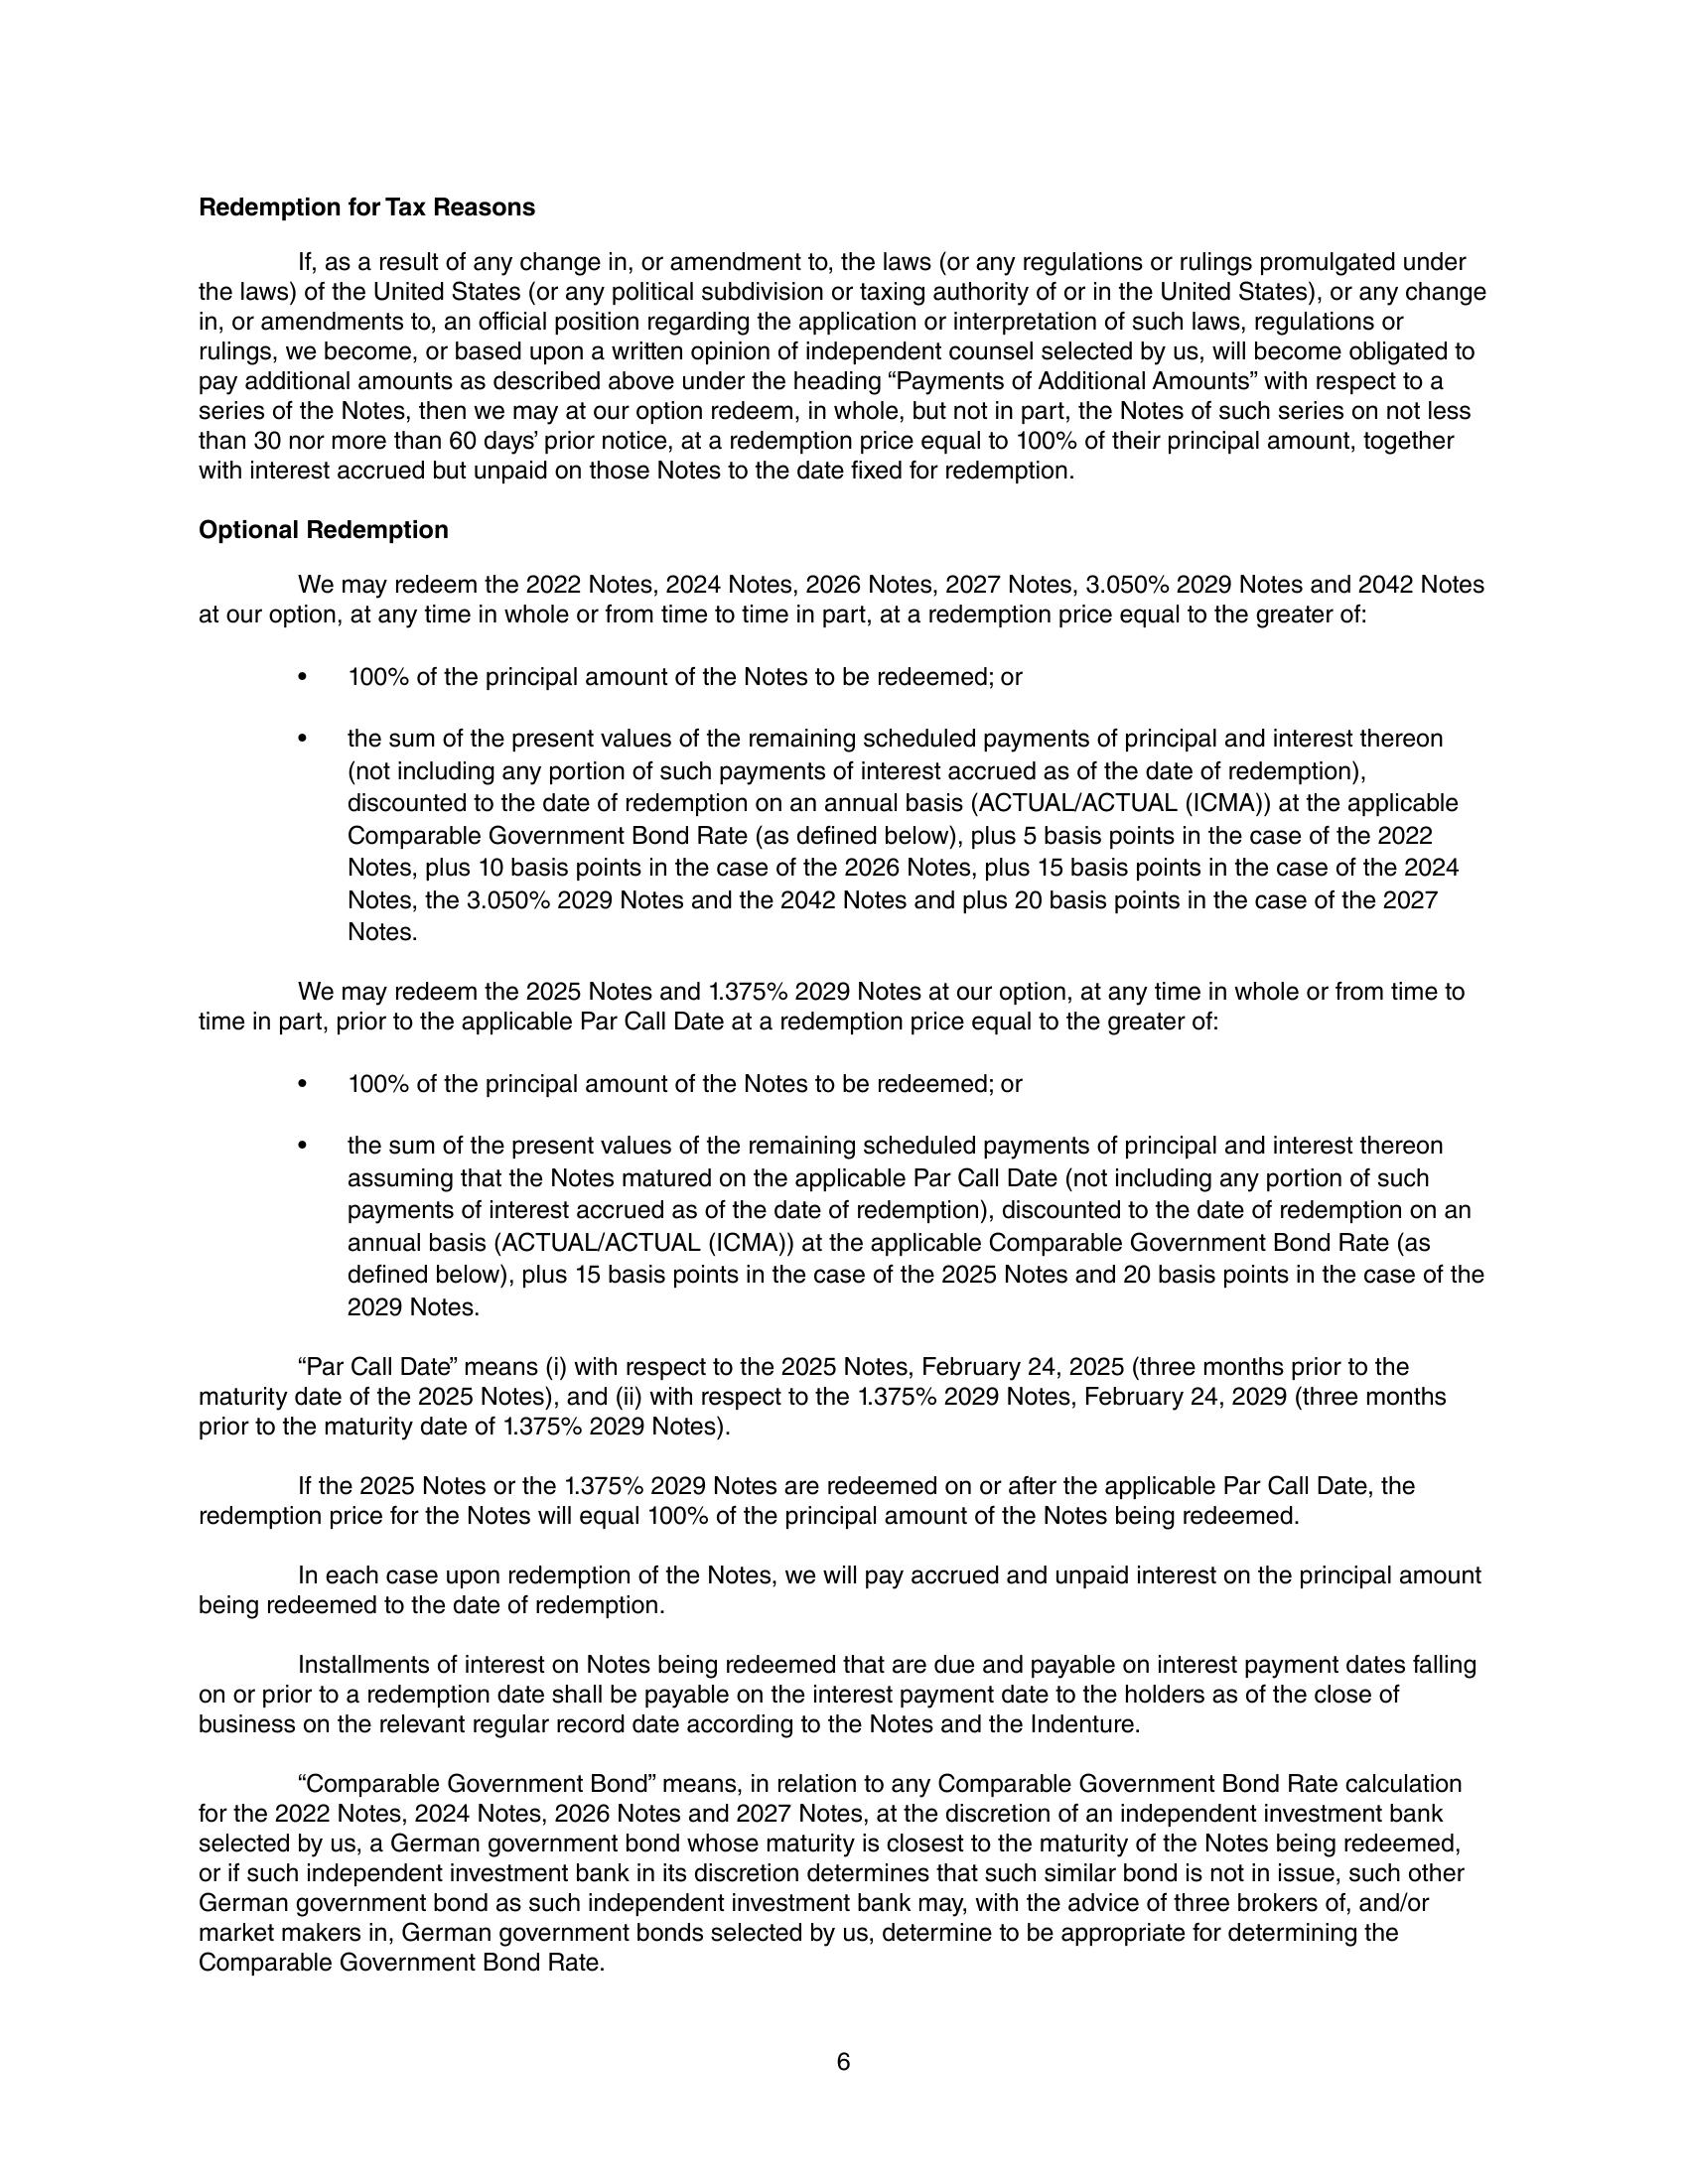 Redemption for Tax Reasons
If, as a result of any change in, or amendment to, the laws (or any regulations or rulings promulgated under
the laws) of the United States (or any political subdivision or taxing authority of or in the United States), or any change
in, or amendments to, an official position regarding the application or interpretation of such laws, regulations or
rulings, we become, or based upon a written opinion of independent counsel selected by us, will become obligated to
pay additional amounts as described above under the heading “Payments of Additional Amounts” with respect to a
series of the Notes, then we may at our option redeem, in whole, but not in part, the Notes of such series on not less
than 30 nor more than 60 days’ prior notice, at a redemption price equal to 100% of their principal amount, together
with interest accrued but unpaid on those Notes to the date fixed for redemption.
Optional Redemption
We may redeem the 2022 Notes, 2024 Notes, 2026 Notes, 2027 Notes, 3.050% 2029 Notes and 2042 Notes
at our option, at any time in whole or from time to time in part, at a redemption price equal to the greater of:
• 100% of the principal amount of the Notes to be redeemed; or
• the sum of the present values of the remaining scheduled payments of principal and interest thereon
(not including any portion of such payments of interest accrued as of the date of redemption),
discounted to the date of redemption on an annual basis (ACTUAL/ACTUAL (ICMA)) at the applicable
Comparable Government Bond Rate (as defined below), plus 5 basis points in the case of the 2022
Notes, plus 10 basis points in the case of the 2026 Notes, plus 15 basis points in the case of the 2024
Notes, the 3.050% 2029 Notes and the 2042 Notes and plus 20 basis points in the case of the 2027
Notes.
We may redeem the 2025 Notes and 1.375% 2029 Notes at our option, at any time in whole or from time to
time in part, prior to the applicable Par Call Date at a redemption price equal to the greater of:
• 100% of the principal amount of the Notes to be redeemed; or
• the sum of the present values of the remaining scheduled payments of principal and interest thereon
assuming that the Notes matured on the applicable Par Call Date (not including any portion of such
payments of interest accrued as of the date of redemption), discounted to the date of redemption on an
annual basis (ACTUAL/ACTUAL (ICMA)) at the applicable Comparable Government Bond Rate (as
defined below), plus 15 basis points in the case of the 2025 Notes and 20 basis points in the case of the
2029 Notes.
“Par Call Date” means (i) with respect to the 2025 Notes, February 24, 2025 (three months prior to the
maturity date of the 2025 Notes), and (ii) with respect to the 1.375% 2029 Notes, February 24, 2029 (three months
prior to the maturity date of 1.375% 2029 Notes).
If the 2025 Notes or the 1.375% 2029 Notes are redeemed on or after the applicable Par Call Date, the
redemption price for the Notes will equal 100% of the principal amount of the Notes being redeemed.
In each case upon redemption of the Notes, we will pay accrued and unpaid interest on the principal amount
being redeemed to the date of redemption.
Installments of interest on Notes being redeemed that are due and payable on interest payment dates falling
on or prior to a redemption date shall be payable on the interest payment date to the holders as of the close of
business on the relevant regular record date according to the Notes and the Indenture.
“Comparable Government Bond” means, in relation to any Comparable Government Bond Rate calculation
for the 2022 Notes, 2024 Notes, 2026 Notes and 2027 Notes, at the discretion of an independent investment bank
selected by us, a German government bond whose maturity is closest to the maturity of the Notes being redeemed,
or if such independent investment bank in its discretion determines that such similar bond is not in issue, such other
German government bond as such independent investment bank may, with the advice of three brokers of, and/or
market makers in, German government bonds selected by us, determine to be appropriate for determining the
Comparable Government Bond Rate.
6